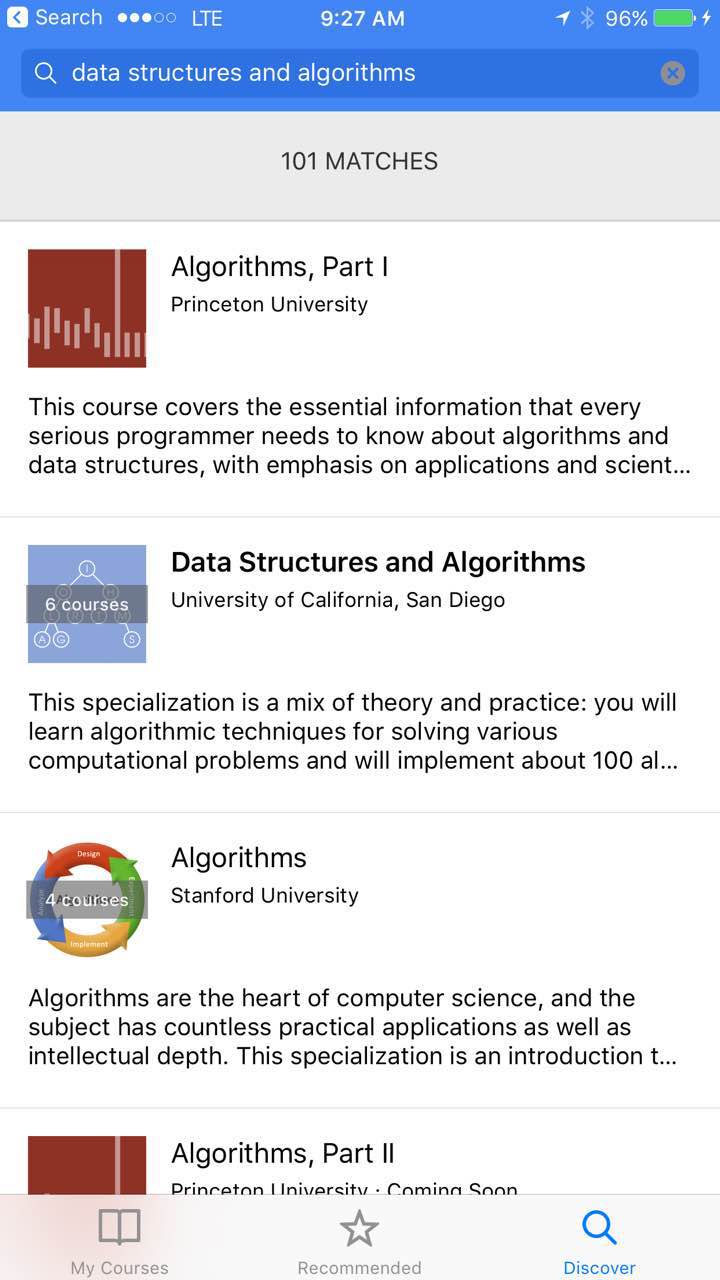 Search LTE 9:27 AM 96%
data structures and algorithms
101 MATCHES
Algorithms, Part I
Princeton University
This course covers the essential information that every
serious programmer needs to know about algorithms and
data structures, with emphasis on applications and scient...
6 courses
A G S
Data Structures and Algorithms
University of California, San Diego
This specialization is a mix of theory and practice: you will
learn algorithmic techniques for solving various
computational problems and will implement about 100 al...
Design
4 courses
Implement
Algorithms
Stanford University
Algorithms are the heart of computer science, and the
subject has countless practical applications as well as
intellectual depth. This specialization is an introduction t...
Algorithms, Part II
Princeton University · Coming Soon
My Courses Recommended Discover